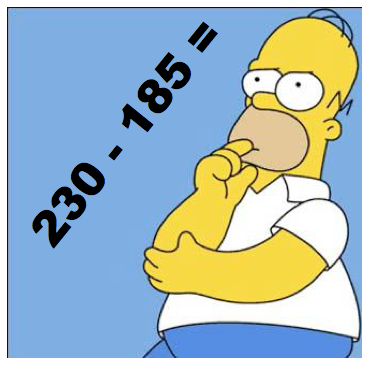 230 - 185 =